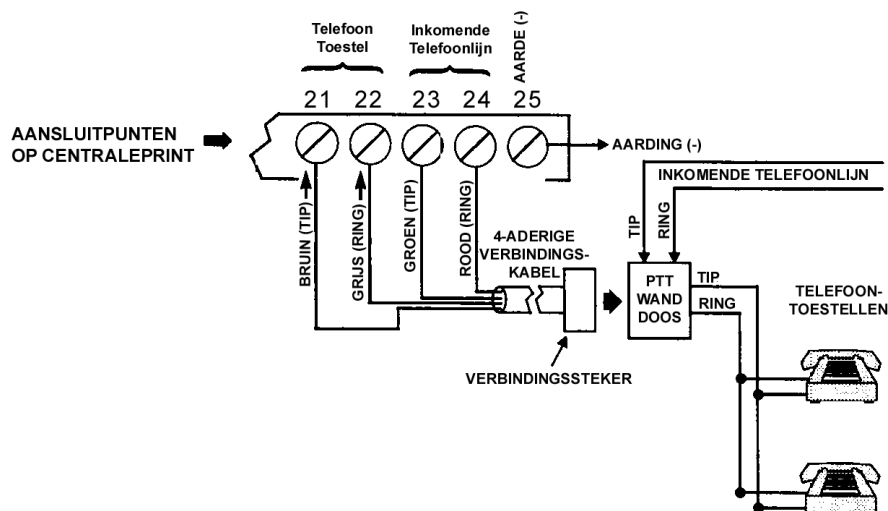 Telefoon
Toestel
Inkomende
Telefoonlijn
AARDE (-)
21 22 23 24 25
AANSLUITPUNTEN
OP CENTRALEPRINT
AARDING (-)
INKOMENDE TELEFOONLIJN
BRUIN (TIP)
GRIJS (RING)
GROEN (TIP)
ROOD (RING)
TIP
RING
4-ADERIGE
VERBINDINGS-
KABEL
PTT
WAND
DOOS
TIP
RING
TELEFOON-
TOESTELLEN
VERBINDINGSSTEKER